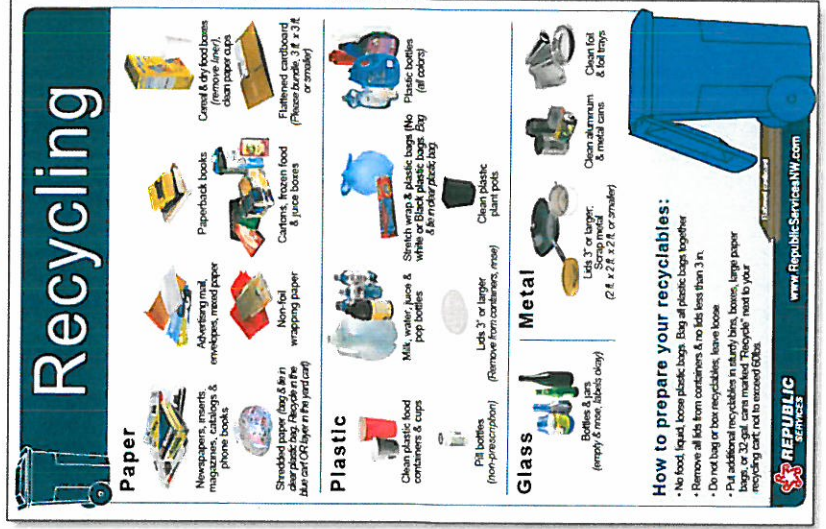 Recycling
Paper
Newspapers, inserts,
magazines, catalogs &
phone books
Advertising mail,
envelopes, mixed paper
Paperback books
Cereal & dry food boxes
(remove liner),
clean paper cups
Shredded paper (bag & tie in
clear plastic bag. Recycle in the
blue cart OR layer in the yard cart)
Non-foil
wrapping paper
Cartons, frozen food
& juice boxes
Flattened cardboard
(Please bundle, 3 ft. x 3 ft.
or smaller)
Plastic
Clean plastic food
containers & cups
Milk, water, juice &
pop bottles
Stretch wrap & plastic bags (No
white or Black plastic bags. Bag
& tie in clear plastic bag.
Plastic bottles
(all colors)
Pill bottles
(non-prescription)
Lids 3" or larger
(Remove from containers, rinse)
Clean plastic
plant pots
Glass
Bottles & jars
(empty & rinse, labels okay)
Metal
Lids 3" or larger;
Scrap metal
(2 ft. x 2 ft. x 2 ft. or smaller)
Clean aluminum
& metal cans
Clean foil
& foil trays
How to prepare your recyclables:
• No food, liquid, loose plastic bags. Bag all plastic bags together
• Remove all lids from containers & no lids less than 3 in.
• Do not bag or box recyclables, leave loose.
• Put additional recyclables in sturdy bins, boxes, large paper
bags, or 32-gal. cans marked "Recycle" next to your
recycling cart; not to exceed 60lbs.
Flattened cardboard
REPUBLIC
SERVICES
www.RepublicServicesNW.com